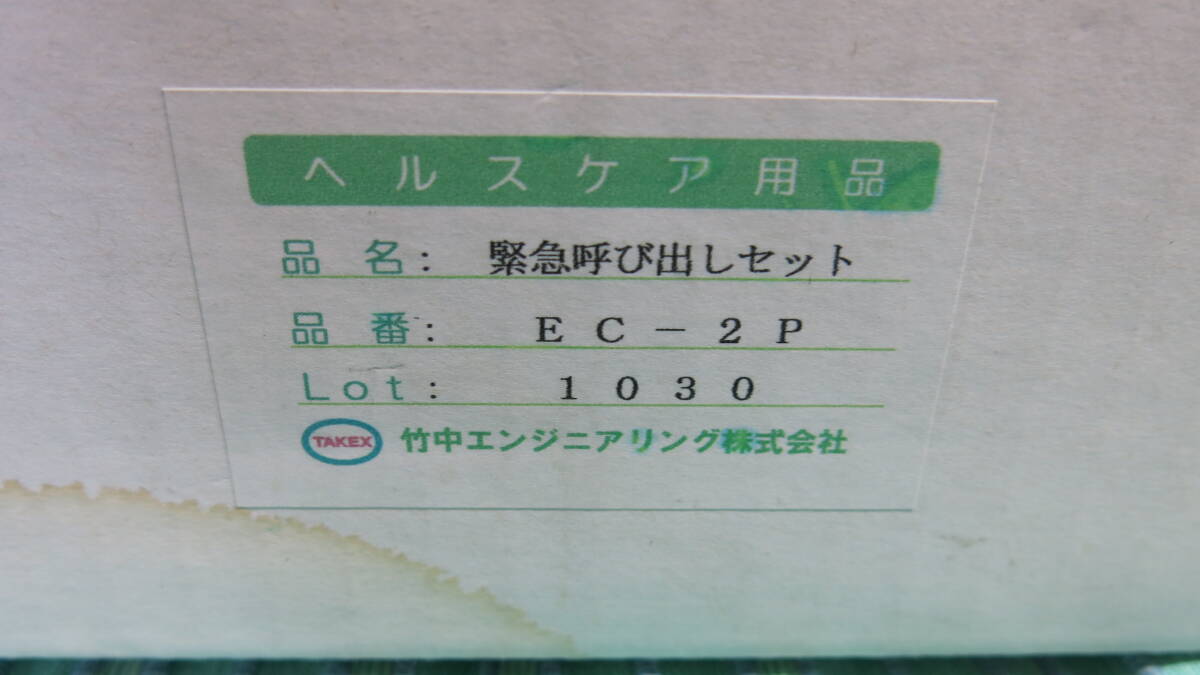 ヘルスケア用品
品名: 緊急呼び出しセット
品番: EC-2P
Lot: 1030
TAKEX 竹中エンジニアリング株式会社